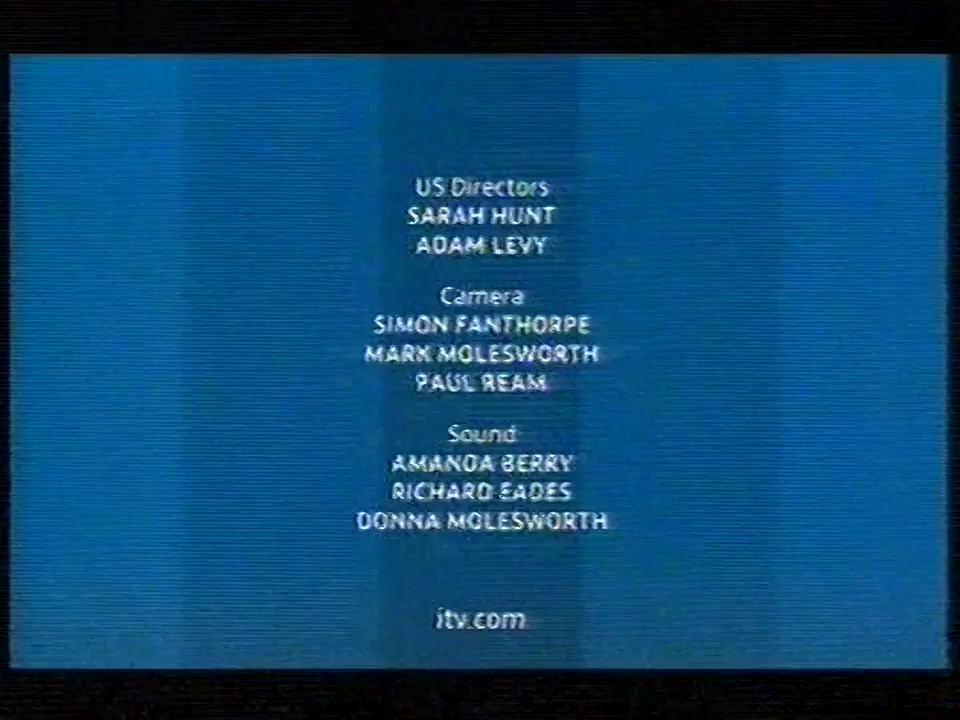 US Directors
SARAH HUNT
ADAM LEVY
Camera
SIMON FANTHORPE
MARK MOLESWORTH
PAUL REAM
Sound
AMANDA BERRY
RICHARD EADES
DONNA MOLESWORTH
itv.com